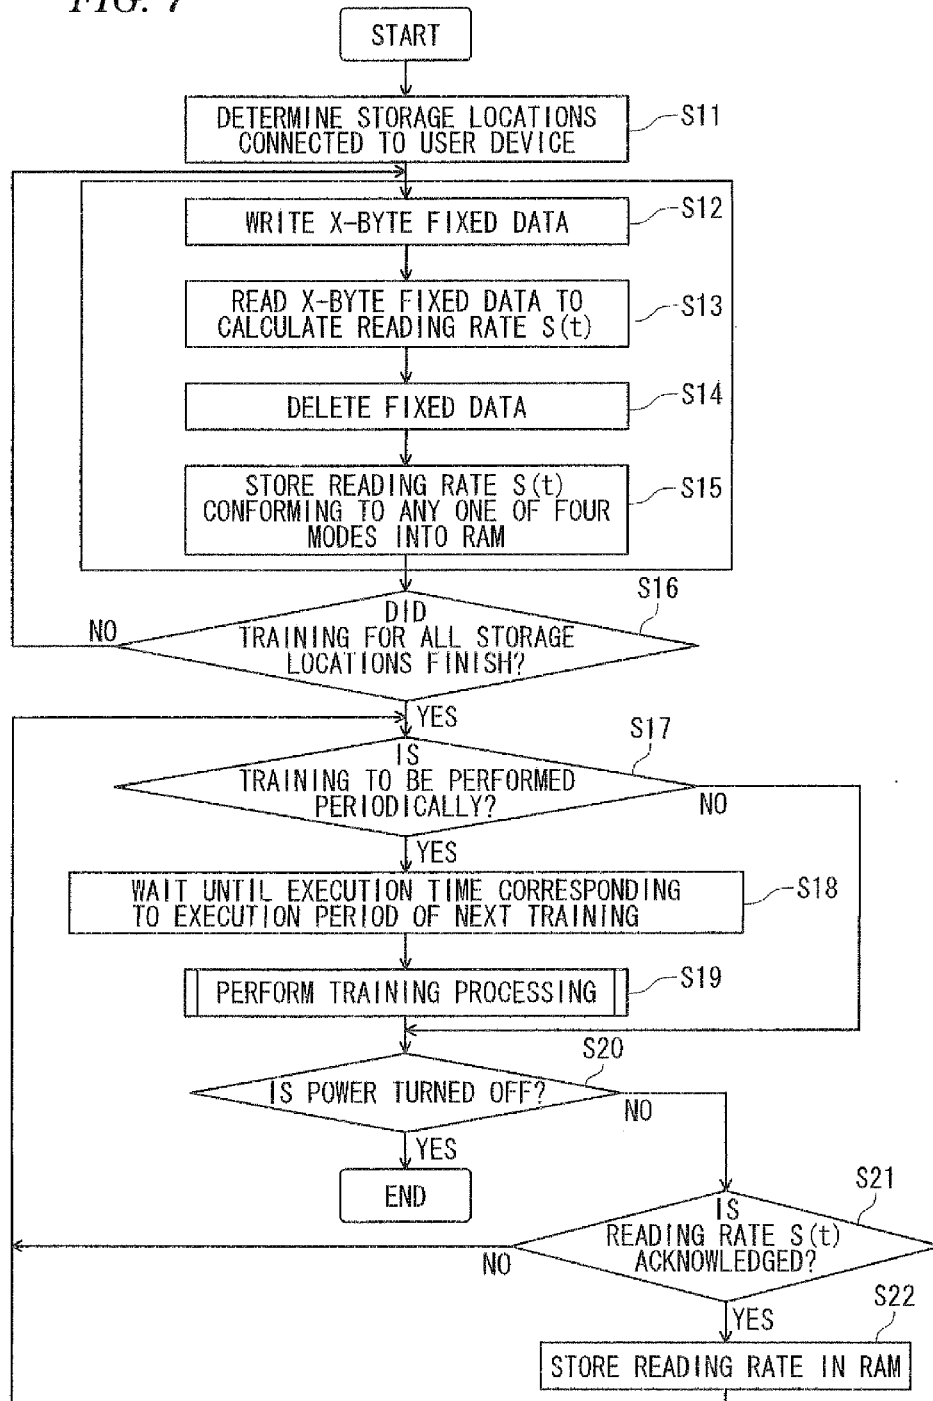 FIG. 7
START
DETERMINE STORAGE LOCATIONS
CONNECTED TO USER DEVICE
S11
WRITE X-BYTE FIXED DATA
S12
READ X-BYTE FIXED DATA TO
CALCULATE READING RATE S(t)
S13
DELETE FIXED DATA
S14
STORE READING RATE S(t)
CONFORMING TO ANY ONE OF FOUR
MODES INTO RAM
S15
S16
DID
TRAINING FOR ALL STORAGE
LOCATIONS FINISH?
NO
YES
S17
IS
TRAINING TO BE PERFORMED
PERIODICALLY?
NO
YES
WAIT UNTIL EXECUTION TIME CORRESPONDING
TO EXECUTION PERIOD OF NEXT TRAINING
S18
PERFORM TRAINING PROCESSING
S19
S20
IS POWER TURNED OFF?
NO
YES
END
S21
IS
READING RATE S(t)
ACKNOWLEDGED?
NO
YES
S22
STORE READING RATE IN RAM